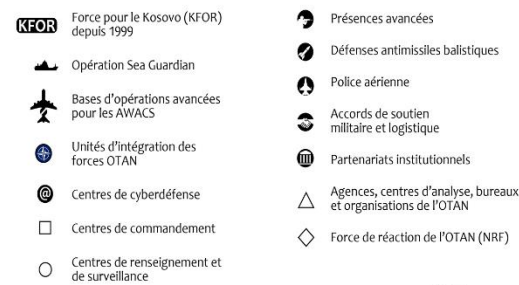 KFOR
Force pour le Kosovo (KFOR)
depuis 1999
Opération Sea Guardian
Bases d'opérations avancées
pour les AWACS
Unités d'intégration des
forces OTAN
@
Centres de cyberdéfense
Centres de commandement
Centres de renseignement et
de surveillance
Présences avancées
Défenses antimissiles balistiques
Police aérienne
Accords de soutien
militaire et logistique
Partenariats institutionnels
Agences, centres d'analyse, bureaux
et organisations de l'OTAN
Force de réaction de l'OTAN (NRF)